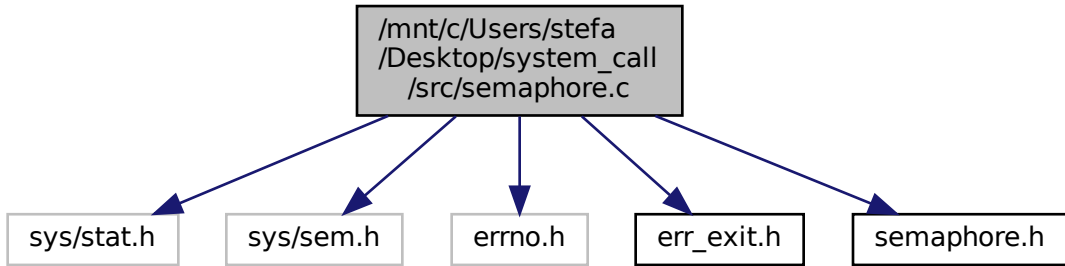 /mnt/c/Users/stefa
/Desktop/system_call
/src/semaphore.c
sys/stat.h
sys/sem.h
errno.h
err_exit.h
semaphore.h